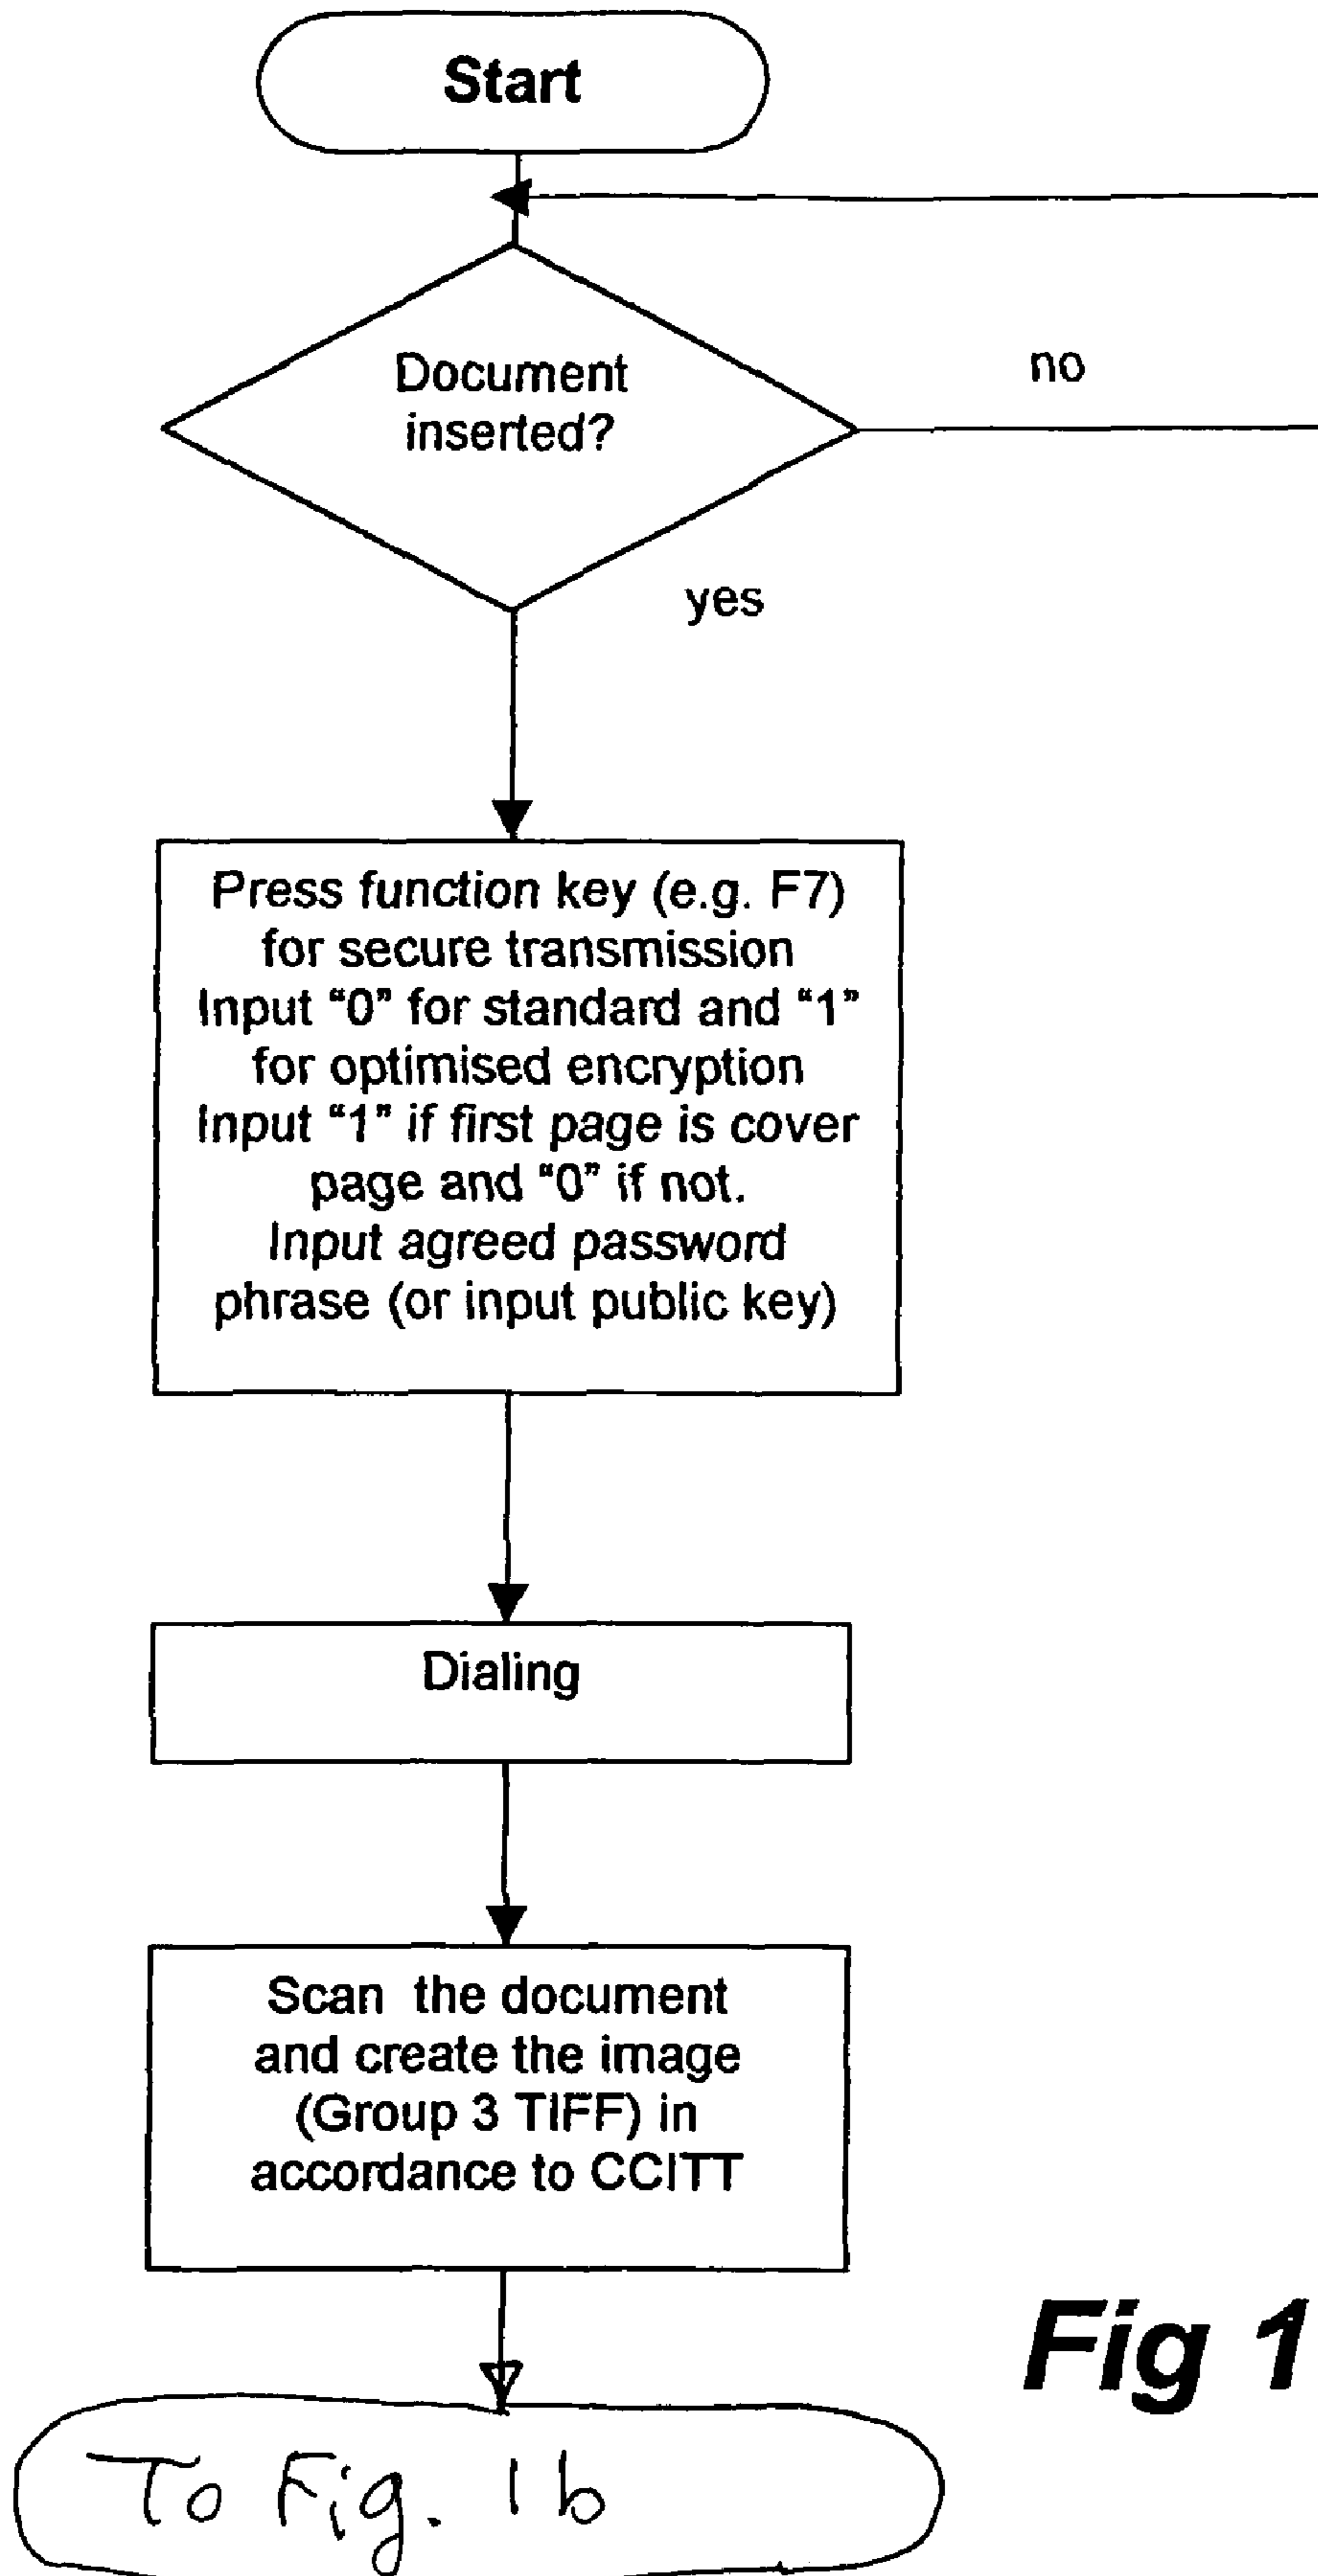 Start
Document
inserted?
no
yes
Press function key (e.g. F7)
for secure transmission
Input “0” for standard and “1”
for optimised encryption
Input “1” if first page is cover
page and “0” if not.
Input agreed password
phrase (or input public key)
Dialing
Scan the document
and create the image
(Group 3 TIFF) in
accordance to CCITT
Fig 1
To Fig. 1b